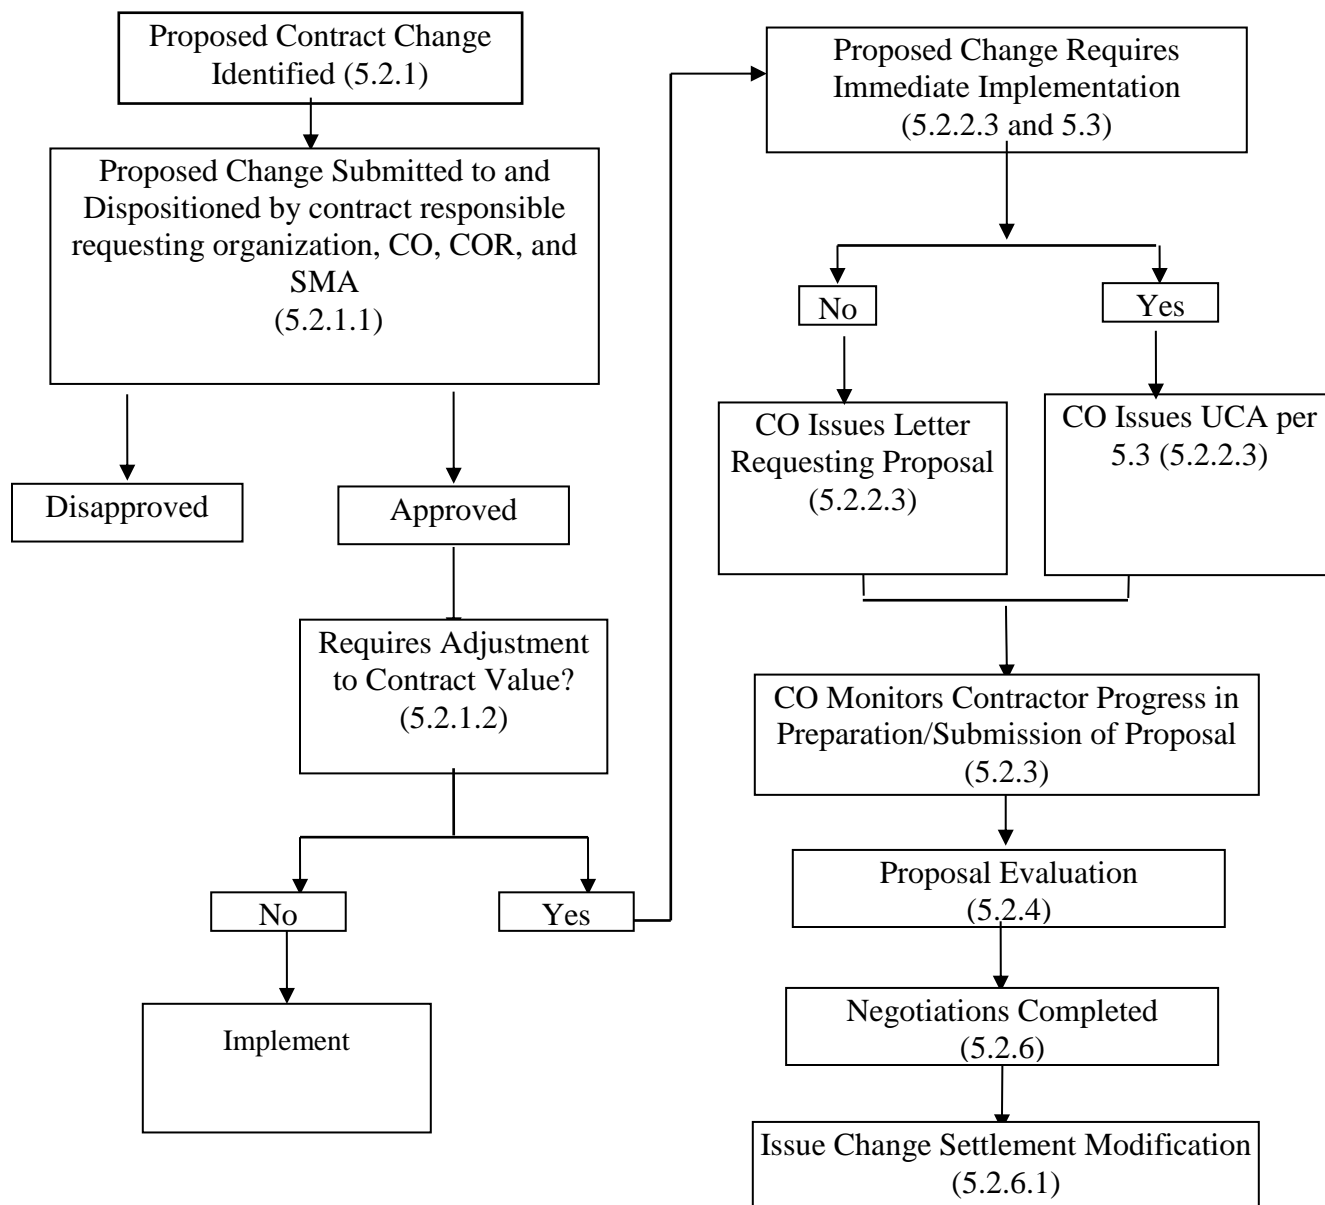 Proposed Contract Change
Identified (5.2.1)
Proposed Change Submitted to and
Dispositioned by contract responsible
requesting organization, CO, COR, and
SMA
(5.2.1.1)
Disapproved
Approved
Requires Adjustment
to Contract Value?
(5.2.1.2)
No
Yes
Implement
Proposed Change Requires
Immediate Implementation
(5.2.2.3 and 5.3)
No
Yes
CO Issues Letter
Requesting Proposal
(5.2.2.3)
CO Issues UCA per
5.3 (5.2.2.3)
CO Monitors Contractor Progress in
Preparation/Submission of Proposal
(5.2.3)
Proposal Evaluation
(5.2.4)
Negotiations Completed
(5.2.6)
Issue Change Settlement Modification
(5.2.6.1)